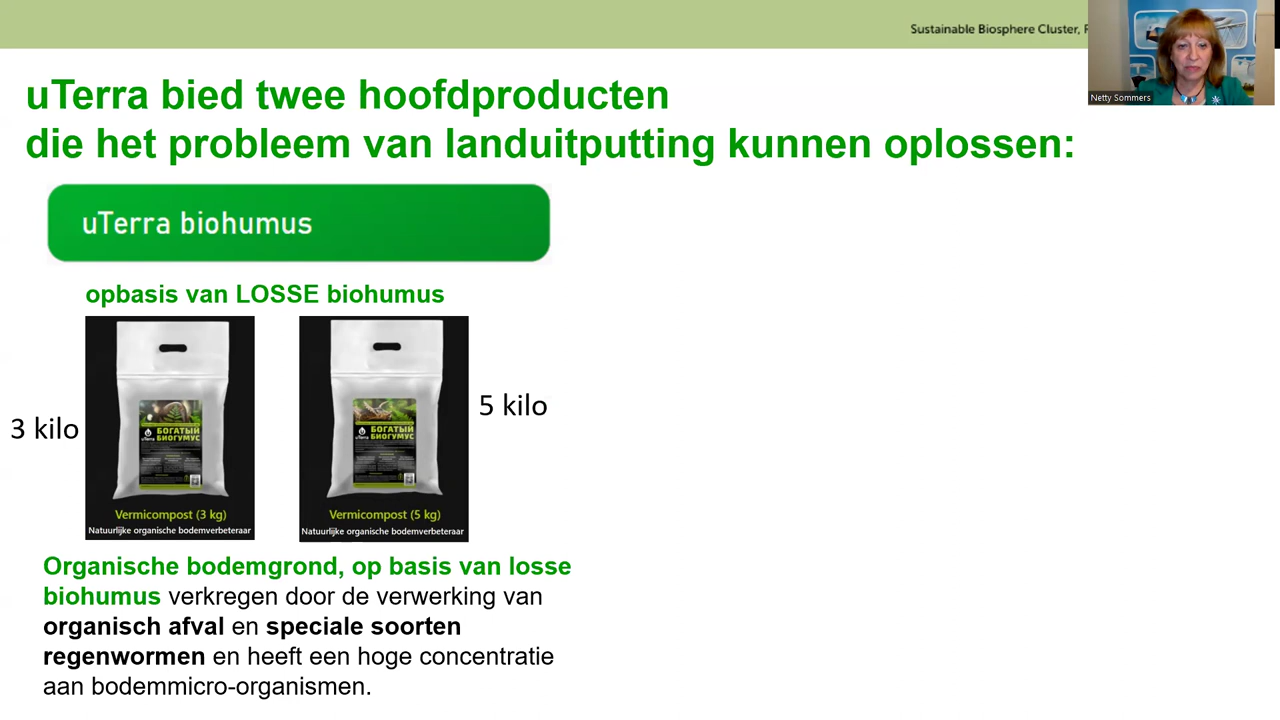 Sustainable Biosphere Cluster,
Netty Sommers
uTerra bied twee hoofdproducten
die het probleem van landuitputting kunnen oplossen:
uTerra biohumus
opbasis van LOSSE biohumus
3 kilo
uTerra
БОГАТЫЙ
БИОГУМУС
Vermicompost (3 kg)
Natuurlijke organische bodemverbeteraar
uTerra
БОГАТЫЙ
БИОГУМУС
Vermicompost (5 kg)
Natuurlijke organische bodemverbeteraar
5 kilo
Organische bodemgrond, op basis van losse
biohumus verkregen door de verwerking van
organisch afval en speciale soorten
regenwormen en heeft een hoge concentratie
aan bodemmicro-organismen.